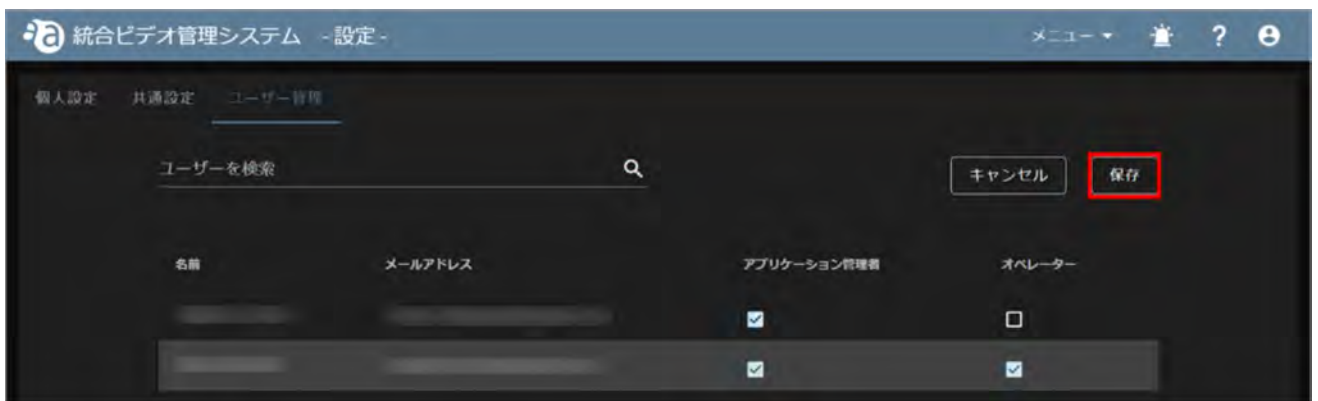 a 統合ビデオ管理システム - 設定 -
メニュー ?
個人設定 共通設定 ユーザー管理
ユーザーを検索
キャンセル 保存
名前 メールアドレス アプリケーション管理者 オペレーター